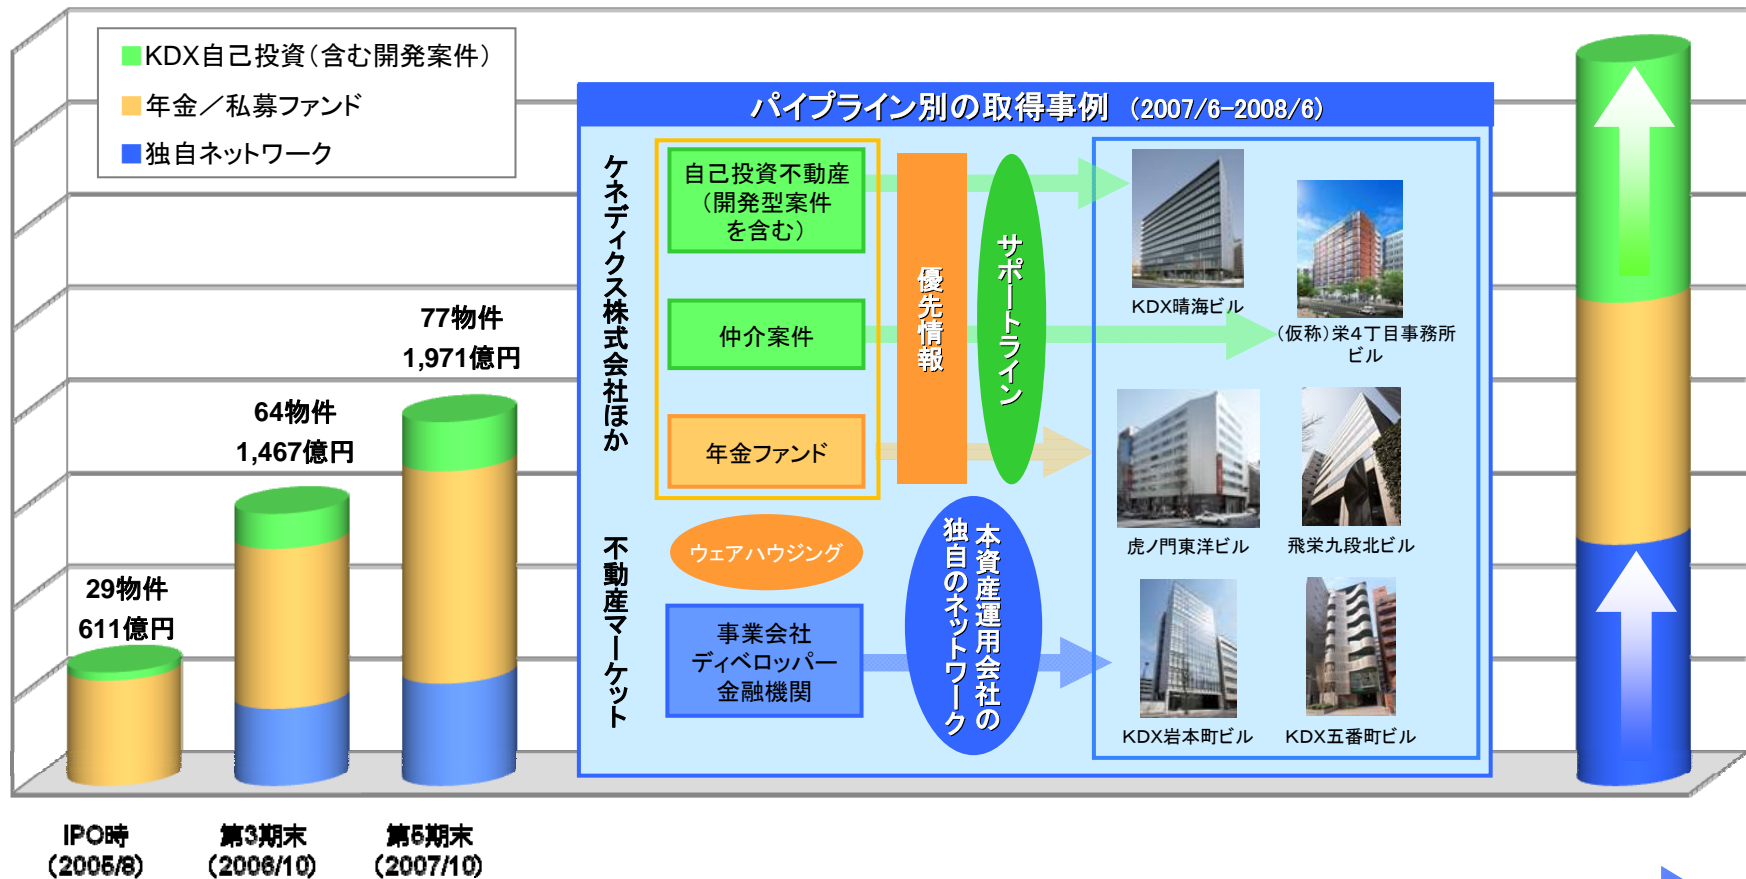 KDX自己投資(含む開発案件)
年金／私募ファンド
独自ネットワーク
パイプライン別の取得事例 (2007/6-2008/6)
ケネディクス株式会社ほか
自己投資不動産
(開発型案件
を含む)
仲介案件
年金ファンド
優先情報
サポートライン
KDX晴海ビル
(仮称)栄4丁目事務所
ビル
虎ノ門東洋ビル
飛栄九段北ビル
不動産マーケット
ウェアハウジング
事業会社
ディベロッパー
金融機関
本資産運用会社の
独自のネットワーク
KDX岩本町ビル
KDX五番町ビル
77物件
1,971億円
64物件
1,467億円
29物件
611億円
IPO時
(2005/8)
第3期末
(2006/10)
第5期末
(2007/10)